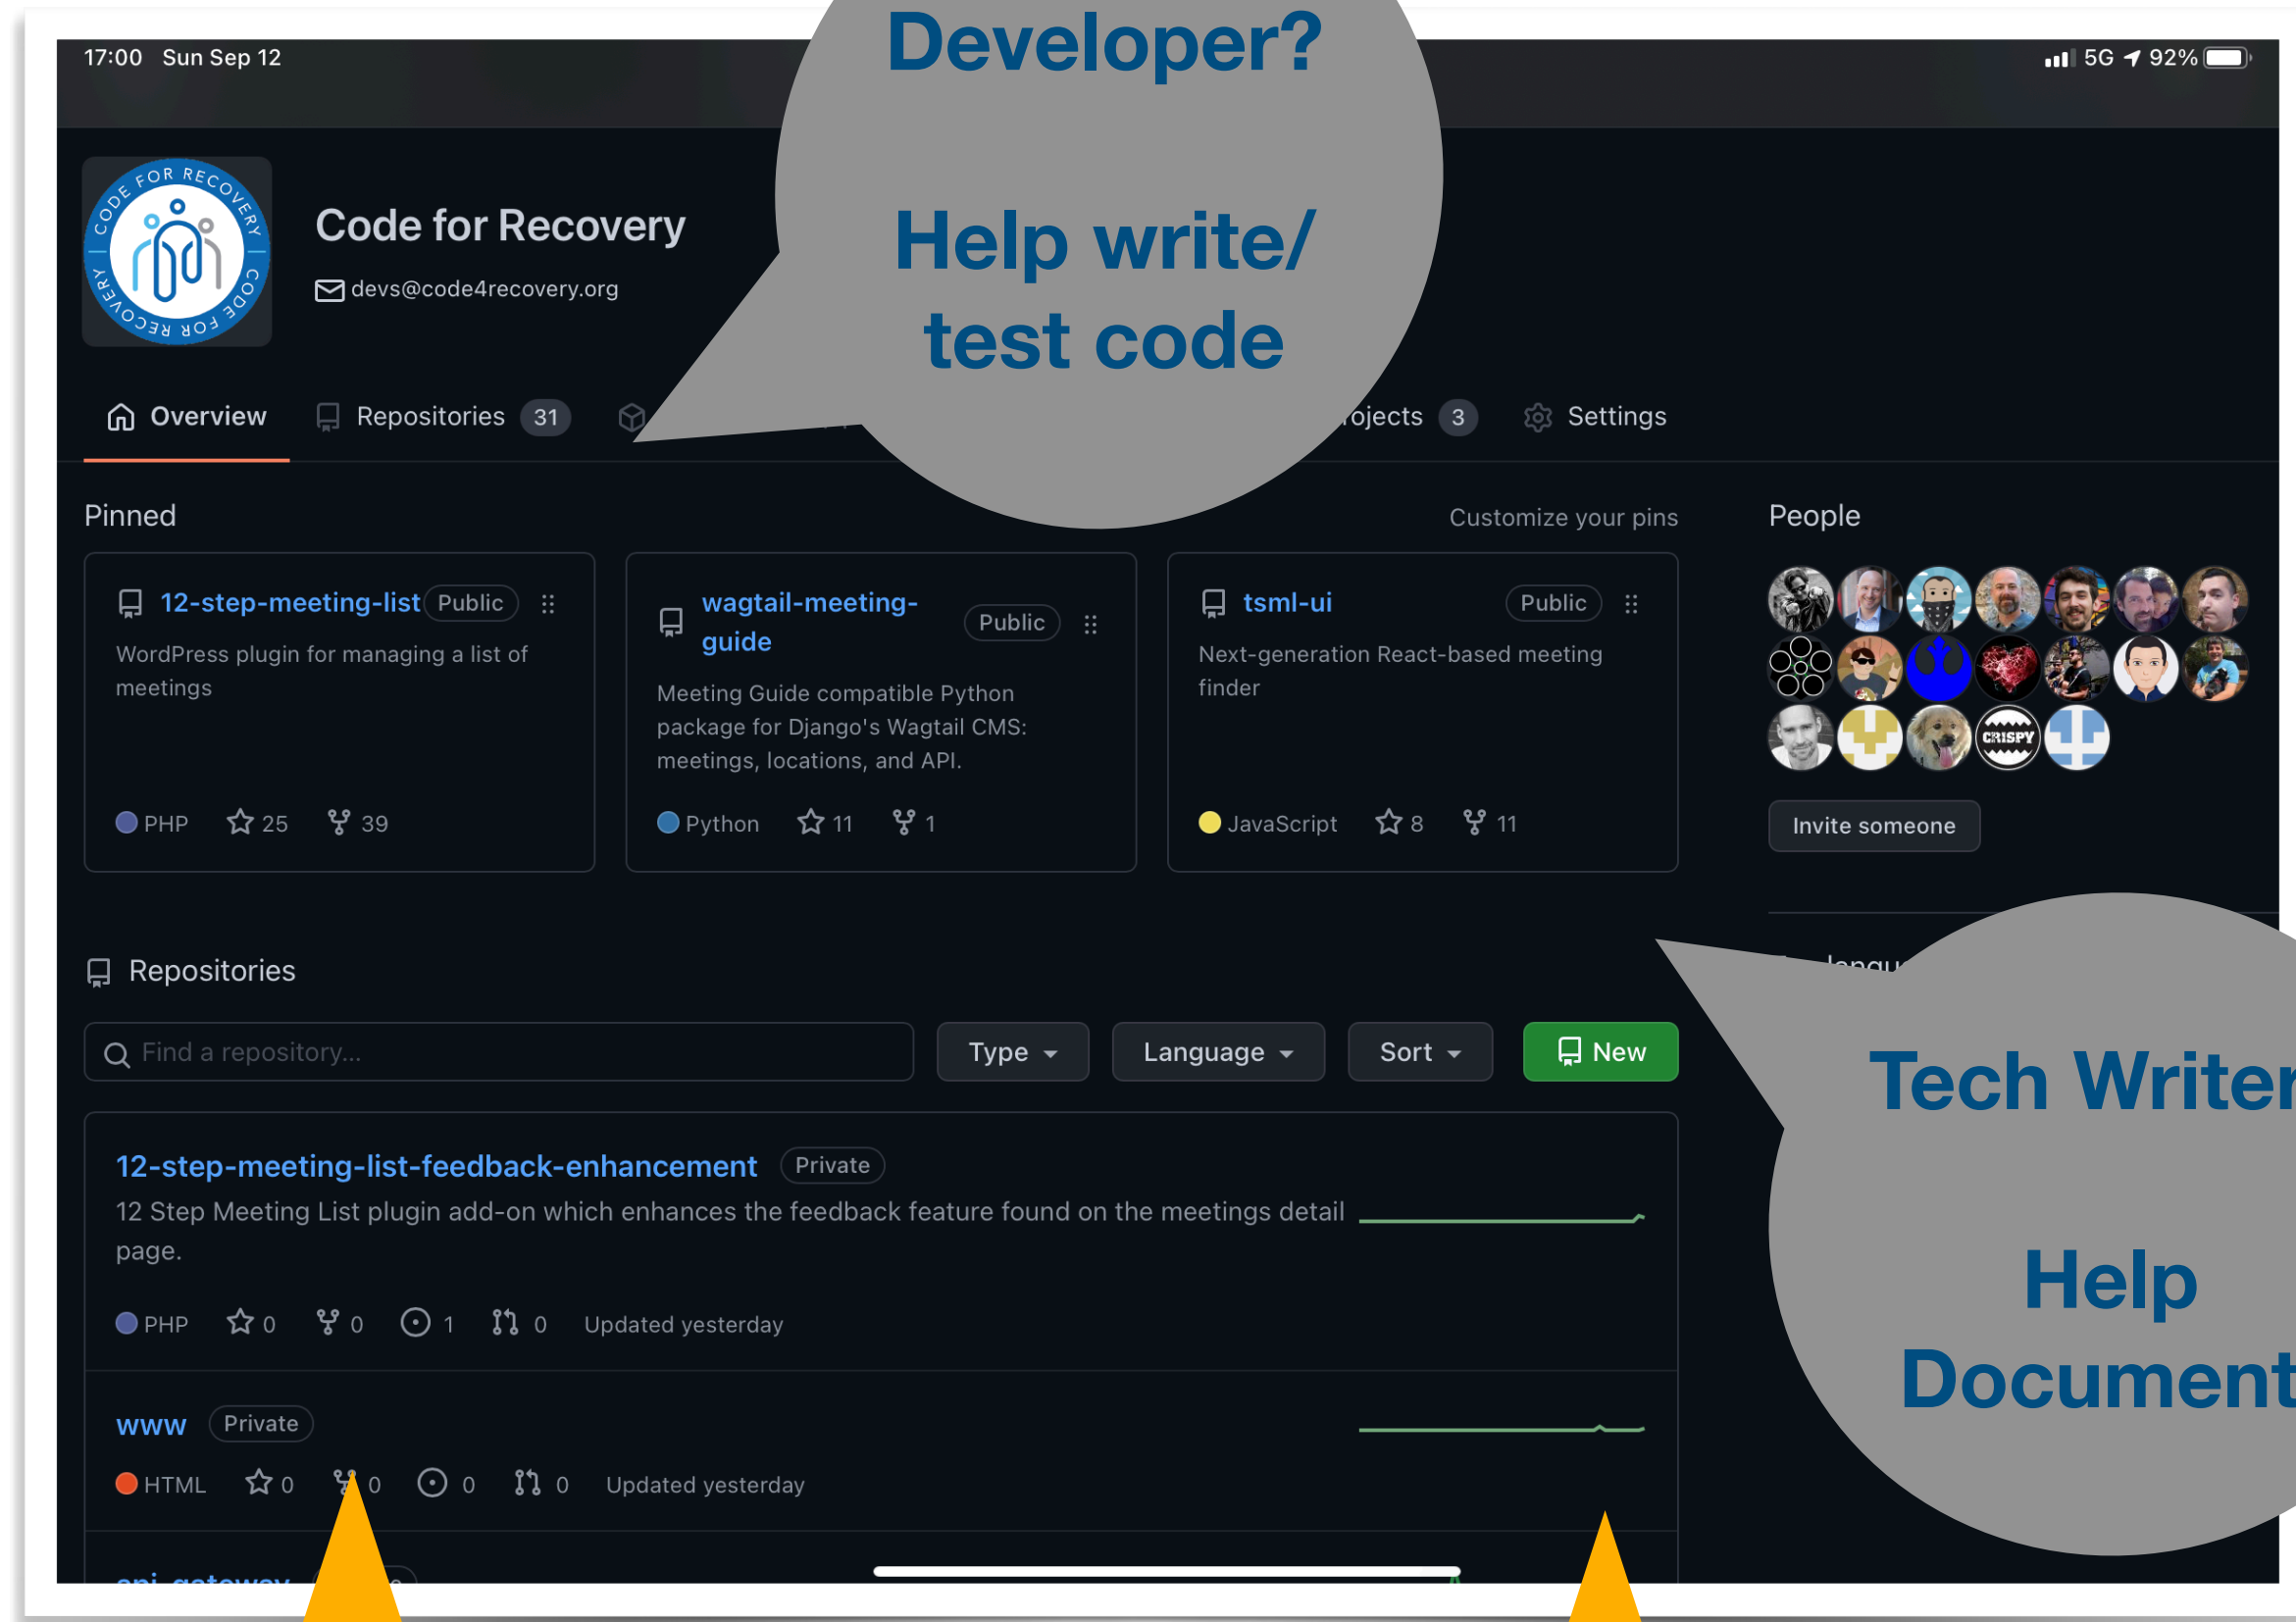 17:00 Sun Sep 12
5G 92%
Developer?
Help write/
test code
CODE FOR RECOVERY | CODE FOR RECOVERY
Code for Recovery
devs@code4recovery.org
Overview
Repositories 31
ojects 3
Settings
Pinned
Customize your pins
12-step-meeting-list Public
WordPress plugin for managing a list of
meetings
PHP 25 39
wagtail-meeting-
guide
Public
Meeting Guide compatible Python
package for Django's Wagtail CMS:
meetings, locations, and API.
Python 11 1
tsml-ui Public
Next-generation React-based meeting
finder
JavaScript 8 11
People
CRISPY
Invite someone
Repositories
Find a repository...
Type
Language
Sort
New
12-step-meeting-list-feedback-enhancement Private
12 Step Meeting List plugin add-on which enhances the feedback feature found on the meetings detail
page.
PHP 0 0 1 0 Updated yesterday
www Private
HTML 0 0 0 0 Updated yesterday
Tech Writer
Help
Document